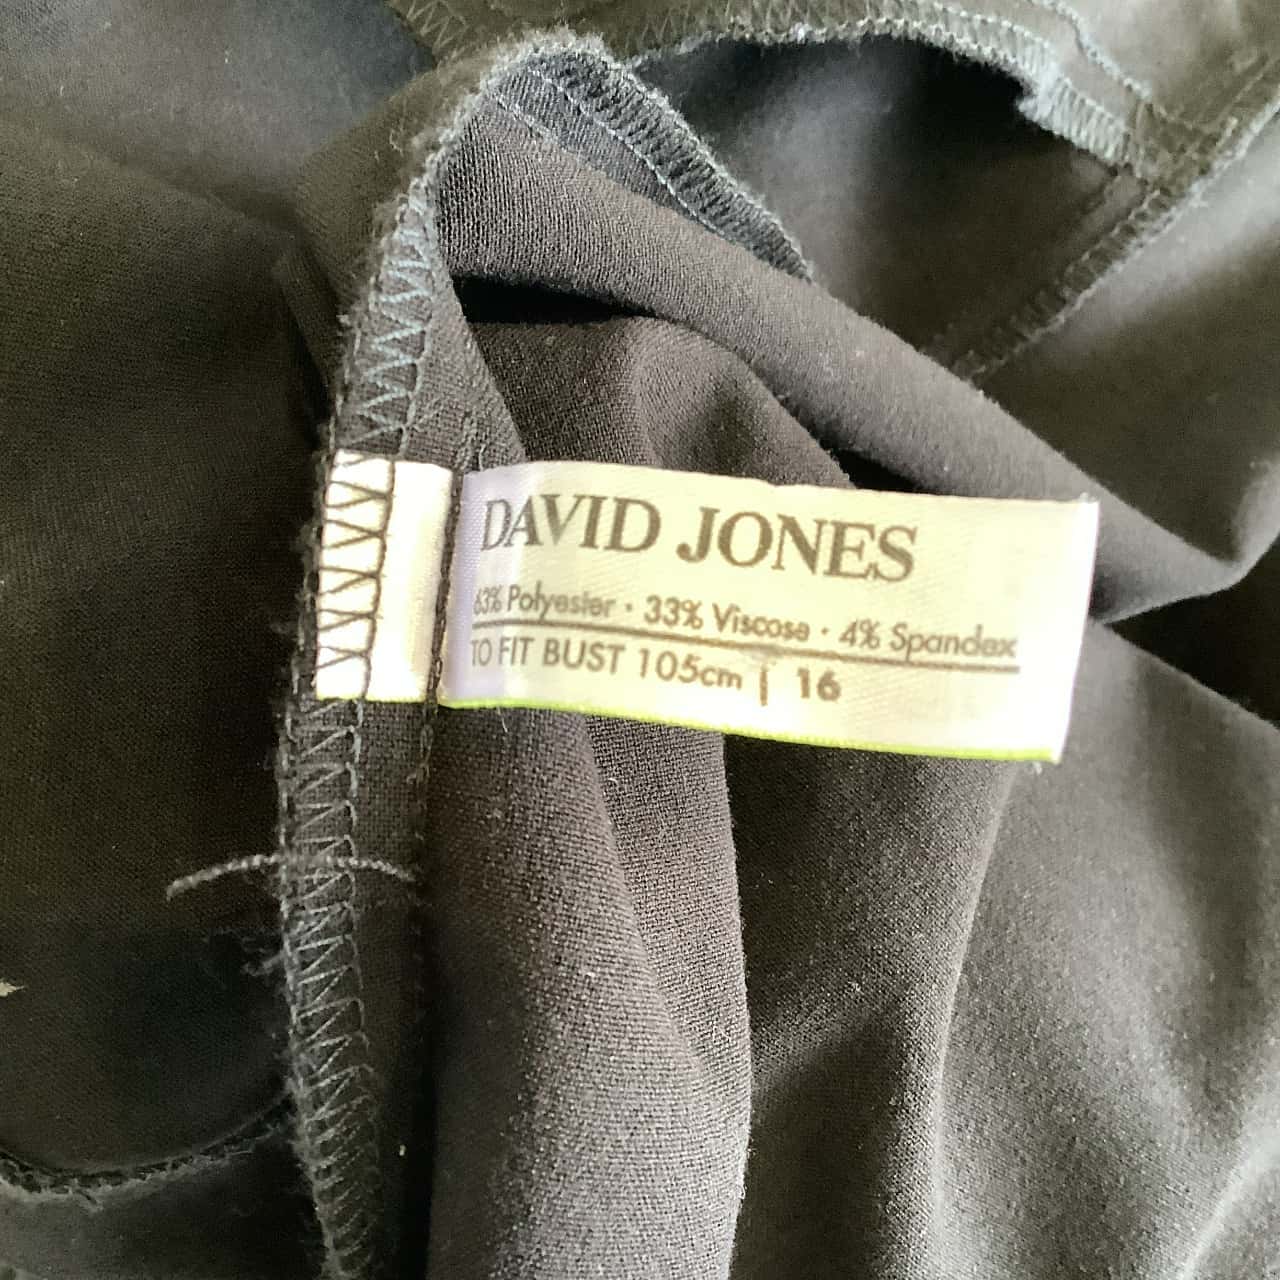 DAVID JONES
63% Polyester · 33% Viscose · 4% Spandex
TO FIT BUST 105cm | 16